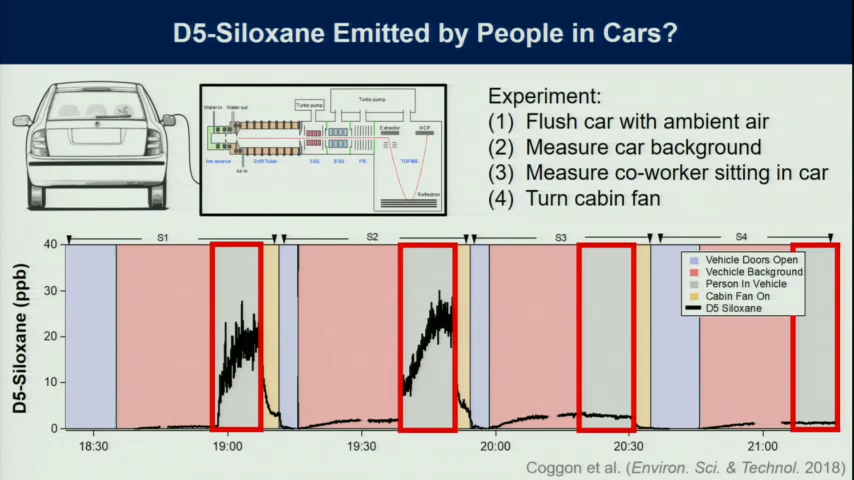 D5-Siloxane Emitted by People in Cars?
Turbo pump
Turbo pump
Water in
Water out
Extractor
MCP
Ion source
Drift Tube
SSQ
BSQ
PB
TOFMS
Air in
Reflectron
Experiment:
(1) Flush car with ambient air
(2) Measure car background
(3) Measure co-worker sitting in car
(4) Turn cabin fan
S1
S2
S3
S4
40
30
20
10
0
D5-Siloxane (ppb)
Vehicle Doors Open
Vechicle Background
Person In Vehicle
Cabin Fan On
D5 Siloxane
18:30
19:00
19:30
20:00
20:30
21:00
Coggon et al. (Environ. Sci. & Technol. 2018)